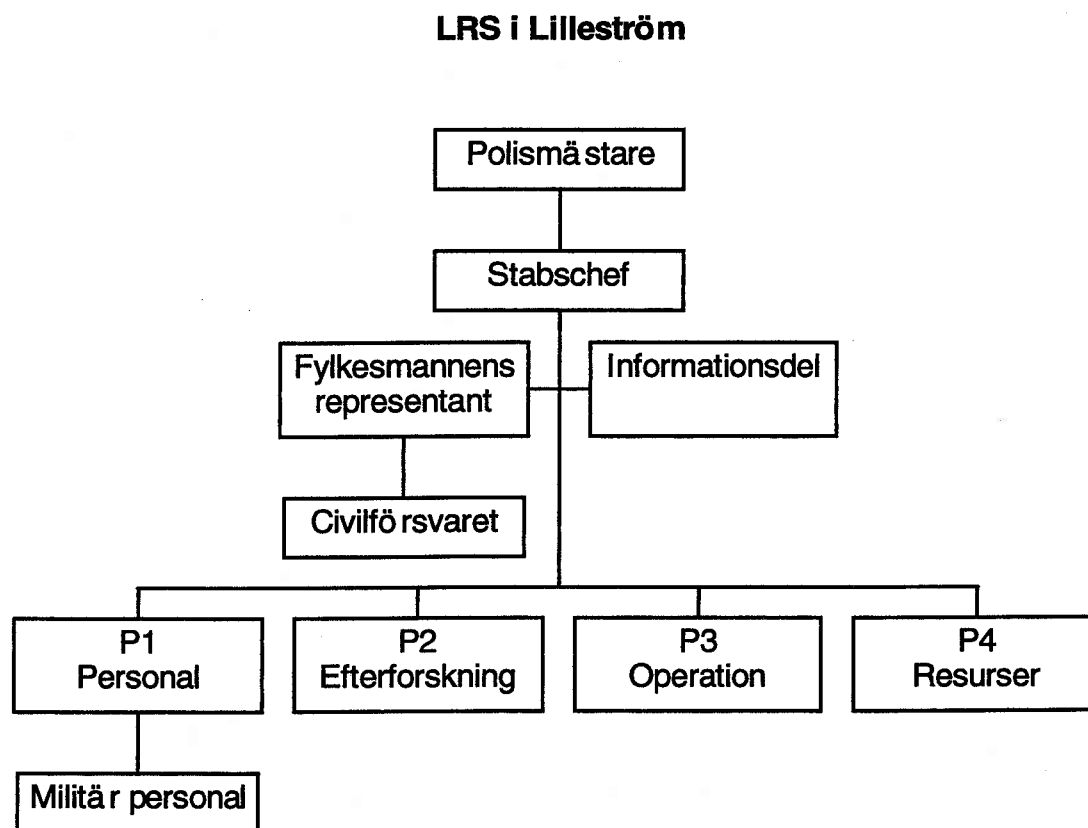 LRS i Lilleström
Polismästare
Stabschef
Fylkesmannens
representant
Informationsdel
Civilförsvaret
P1
Personal
P2
Efterforskning
P3
Operation
P4
Resurser
Militär personal